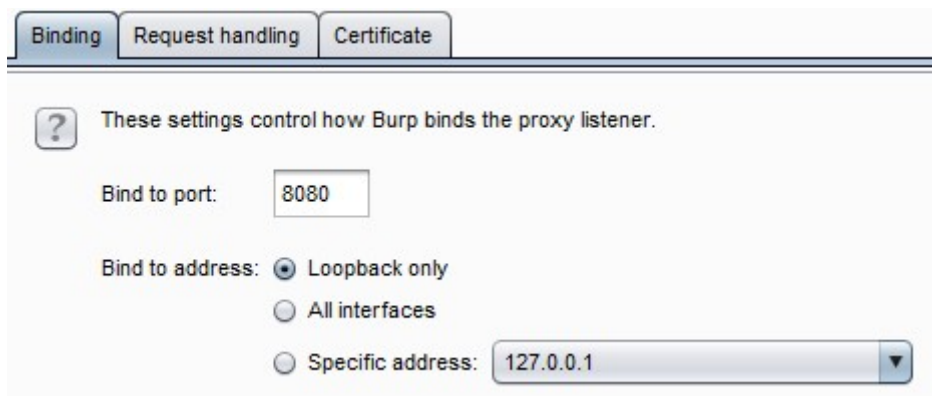 Binding Request handling Certificate
? These settings control how Burp binds the proxy listener.
Bind to port: 8080
Bind to address: Loopback only
All interfaces
Specific address: 127.0.0.1